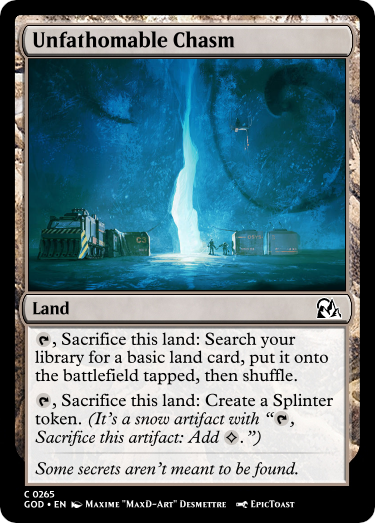 Unfathomable Chasm
Land
, Sacrifice this land: Search your
library for a basic land card, put it onto
the battlefield tapped, then shuffle.
, Sacrifice this land: Create a Splinter
token. (It's a snow artifact with “,
Sacrifice this artifact: Add .”)
Some secrets aren't meant to be found.
C 0265
GOD • EN Maxime "MaxD-Art" Desmettre EpicToast